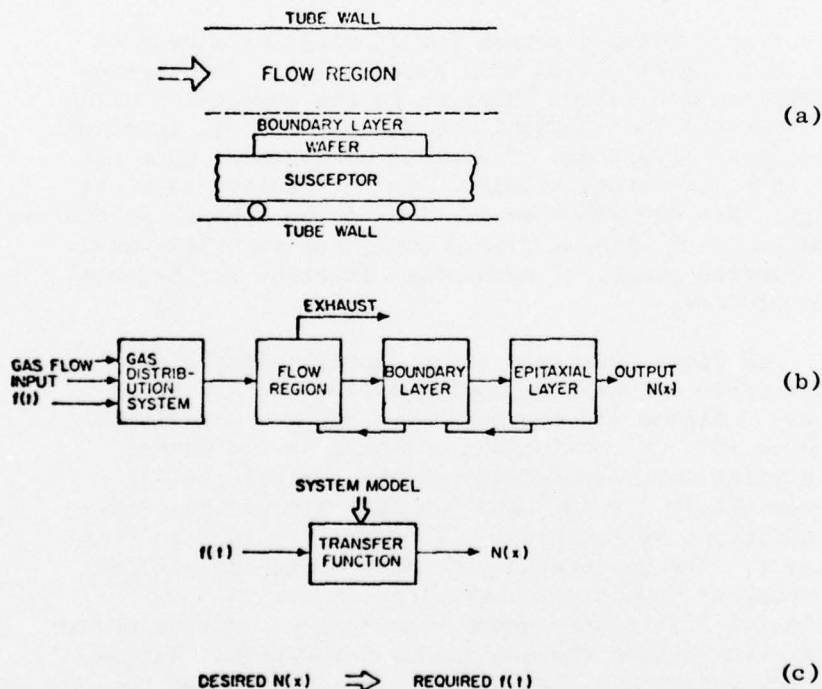 TUBE WALL
FLOW REGION
(a)
BOUNDARY LAYER
WAFER
SUSCEPTOR
TUBE WALL
EXHAUST
GAS FLOW
INPUT
f(t)
GAS
DISTRIB-
UTION
SYSTEM
FLOW
REGION
BOUNDARY
LAYER
EPITAXIAL
LAYER
OUTPUT
N(x)
(b)
SYSTEM MODEL
f(t)
TRANSFER
FUNCTION
N(x)
DESIRED N(x) ⇒ REQUIRED f(t)
(c)